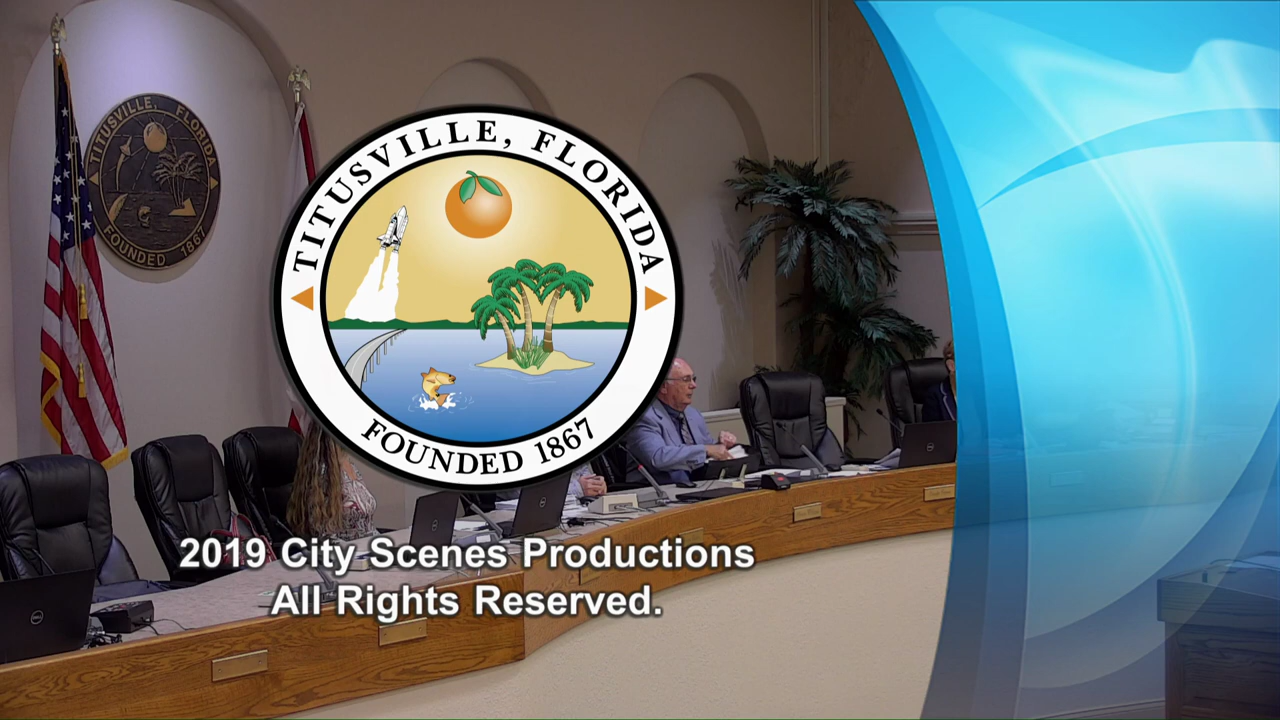 TITUSVILLE, FLORIDA
FOUNDED 1867
TITUSVILLE, FLORIDA
FOUNDED 1867
2019 City Scenes Productions
All Rights Reserved.